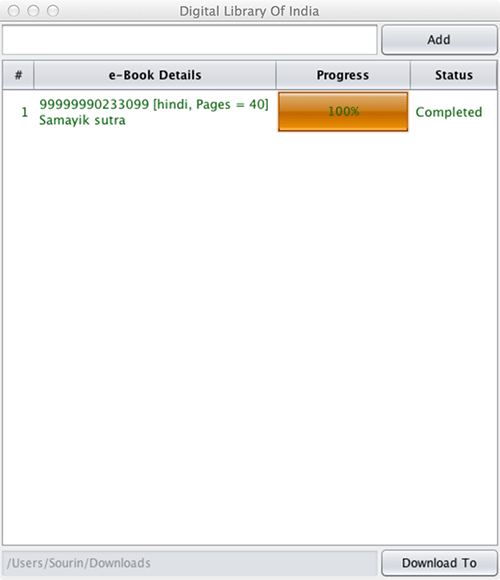 Digital Library Of India
Add
# e-Book Details Progress Status
1 99999990233099 [hindi, Pages = 40] 100% Completed
Samayik sutra
/Users/Sourin/Downloads Download To